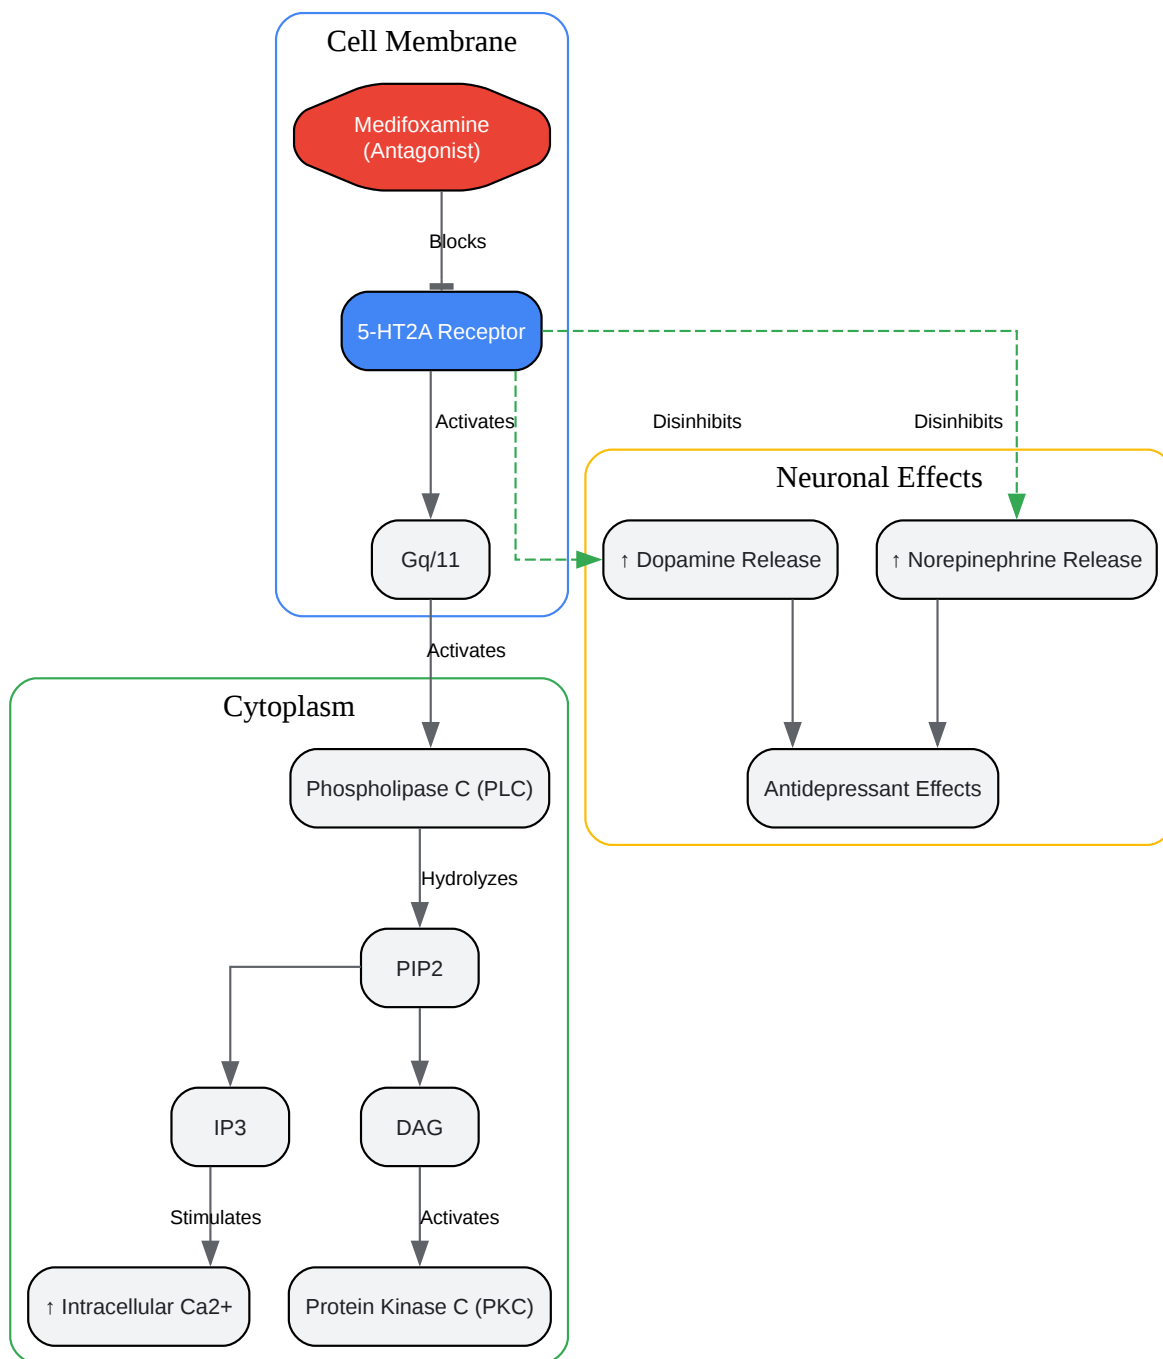 Cell Membrane
Medifoxamine
(Antagonist)
Blocks
5-HT2A Receptor
Activates
Disinhibits
Disinhibits
Neuronal Effects
Gq/11
↑ Dopamine Release
↑ Norepinephrine Release
Activates
Cytoplasm
Phospholipase C (PLC)
Antidepressant Effects
Hydrolyzes
PIP2
IP3
DAG
Stimulates
Activates
↑ Intracellular Ca2+
Protein Kinase C (PKC)